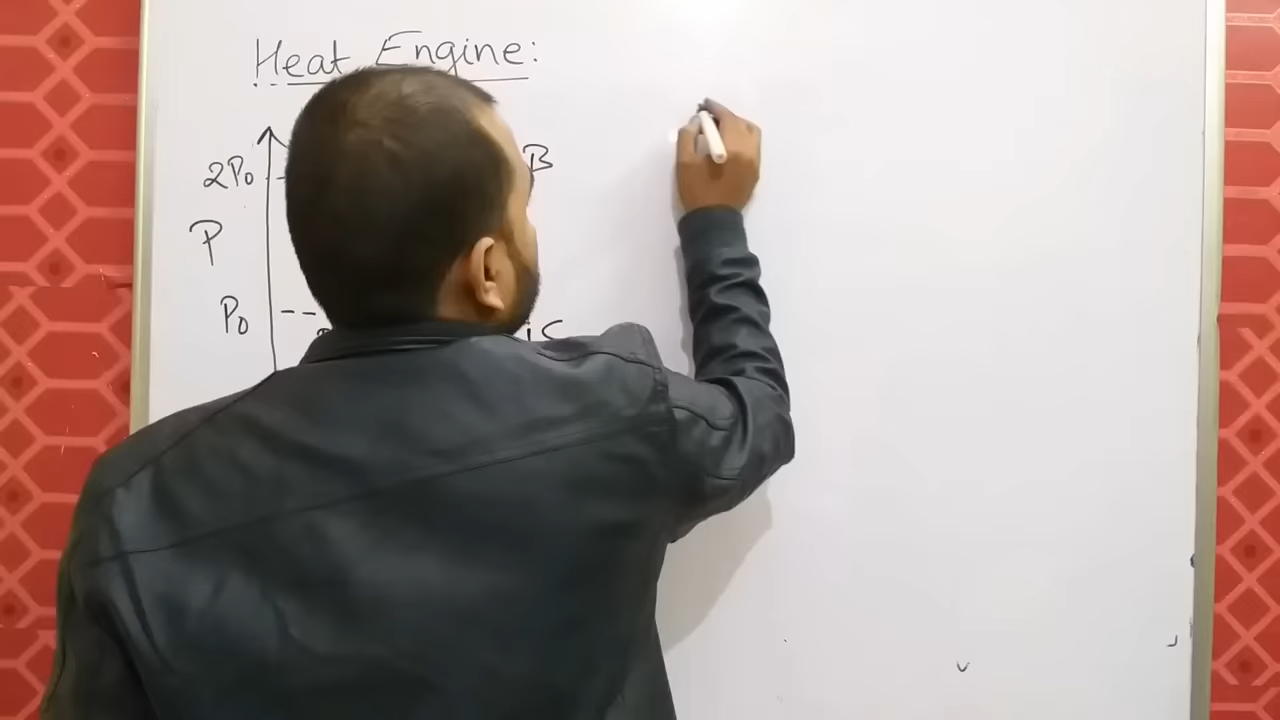 Heat Engine:
2P₀
B
P
P₀
C